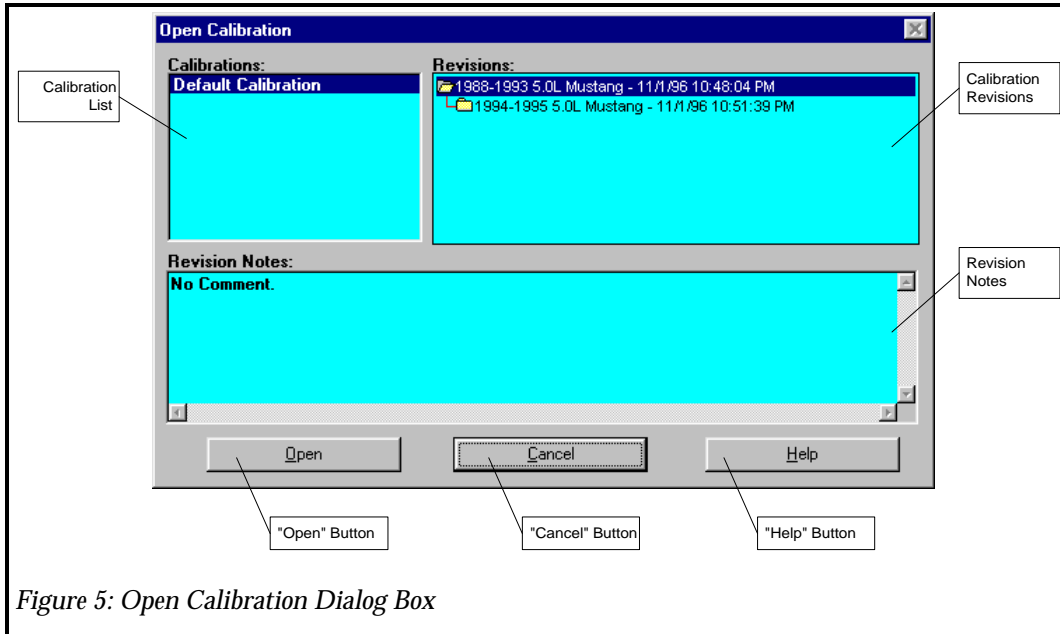 Open Calibration
Calibrations:
Default Calibration
Revisions:
1988-1993 5.0L Mustang - 11/1/96 10:48:04 PM
1994-1995 5.0L Mustang - 11/1/96 10:51:39 PM
Calibration
List
Calibration
Revisions
Revision Notes:
No Comment.
Revision
Notes
Open
Cancel
Help
"Open" Button
"Cancel" Button
"Help" Button
Figure 5: Open Calibration Dialog Box